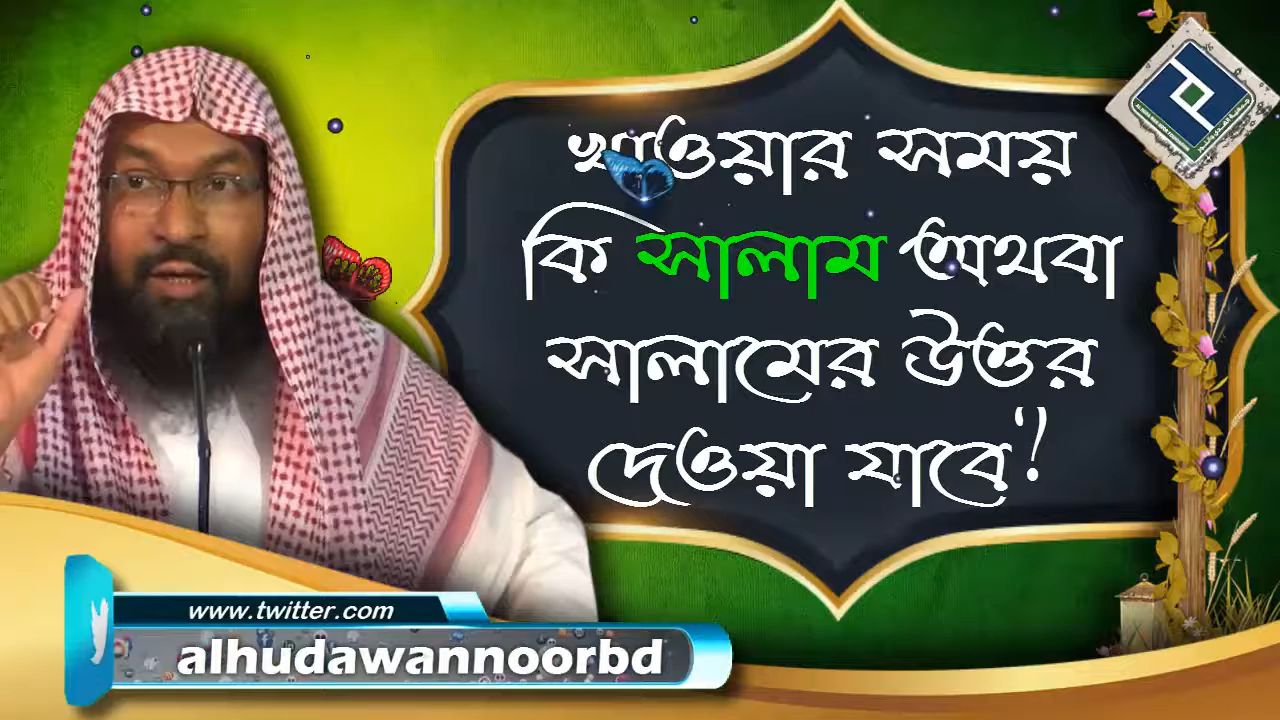 খাওয়ার সময়
কি সালাম অথবা
সালামের উত্তর
দেওয়া যাবে?
www.twitter.com
alhudawannoorbd